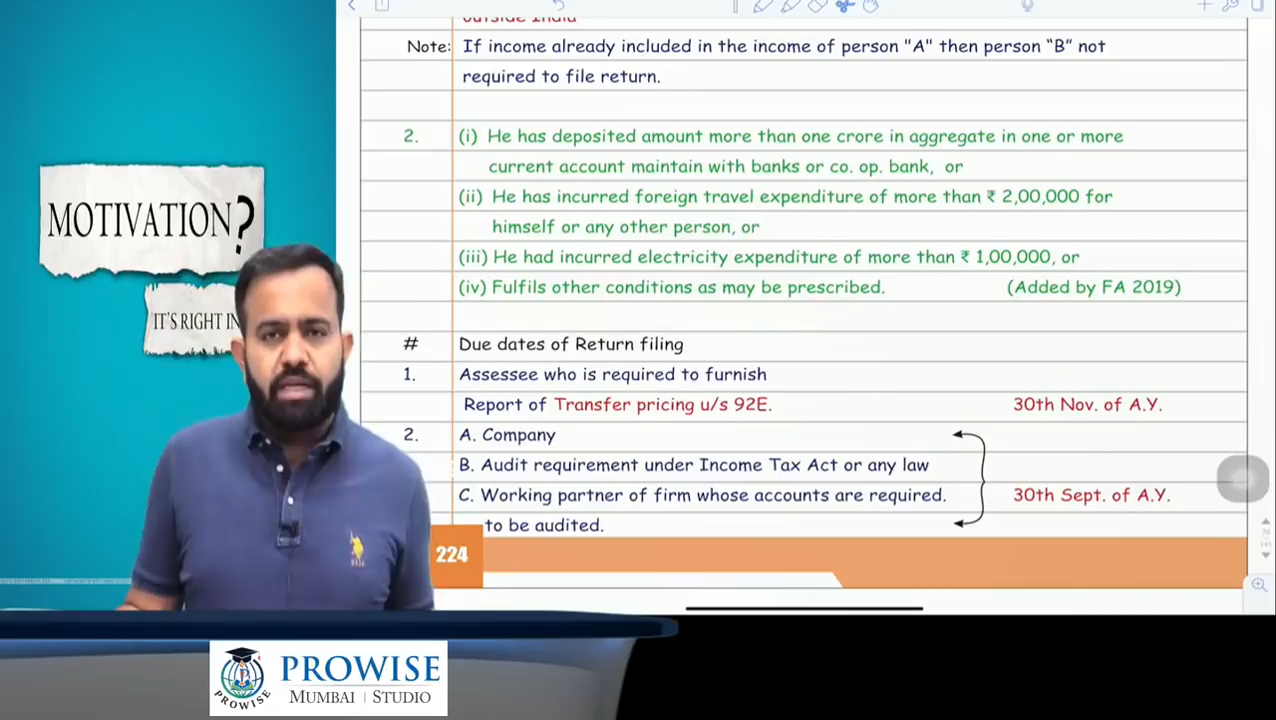 outside India
Note: If income already included in the income of person "A" then person “B” not
required to file return.
2. (i) He has deposited amount more than one crore in aggregate in one or more
current account maintain with banks or co. op. bank, or
(ii) He has incurred foreign travel expenditure of more than ₹ 2,00,000 for
himself or any other person, or
(iii) He had incurred electricity expenditure of more than ₹ 1,00,000, or
(iv) Fulfils other conditions as may be prescribed. (Added by FA 2019)
# Due dates of Return filing
1. Assessee who is required to furnish
Report of Transfer pricing u/s 92E. 30th Nov. of A.Y.
2. A. Company
B. Audit requirement under Income Tax Act or any law
C. Working partner of firm whose accounts are required. 30th Sept. of A.Y.
to be audited.
224
MOTIVATION?
IT'S RIGHT IN
PROWISE
PROWISE
MUMBAI | STUDIO